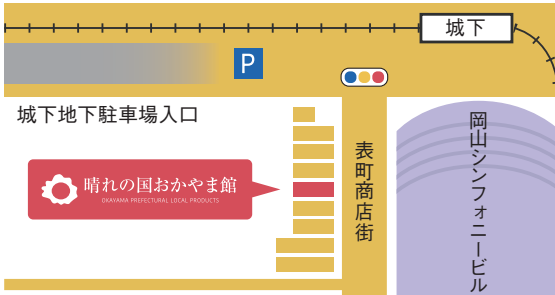 城下
P
城下地下駐車場入口
晴れの国おかやま館
OKAYAMA PREFECTURAL LOCAL PRODUCTS
表町商店街
岡山シンフォニービル